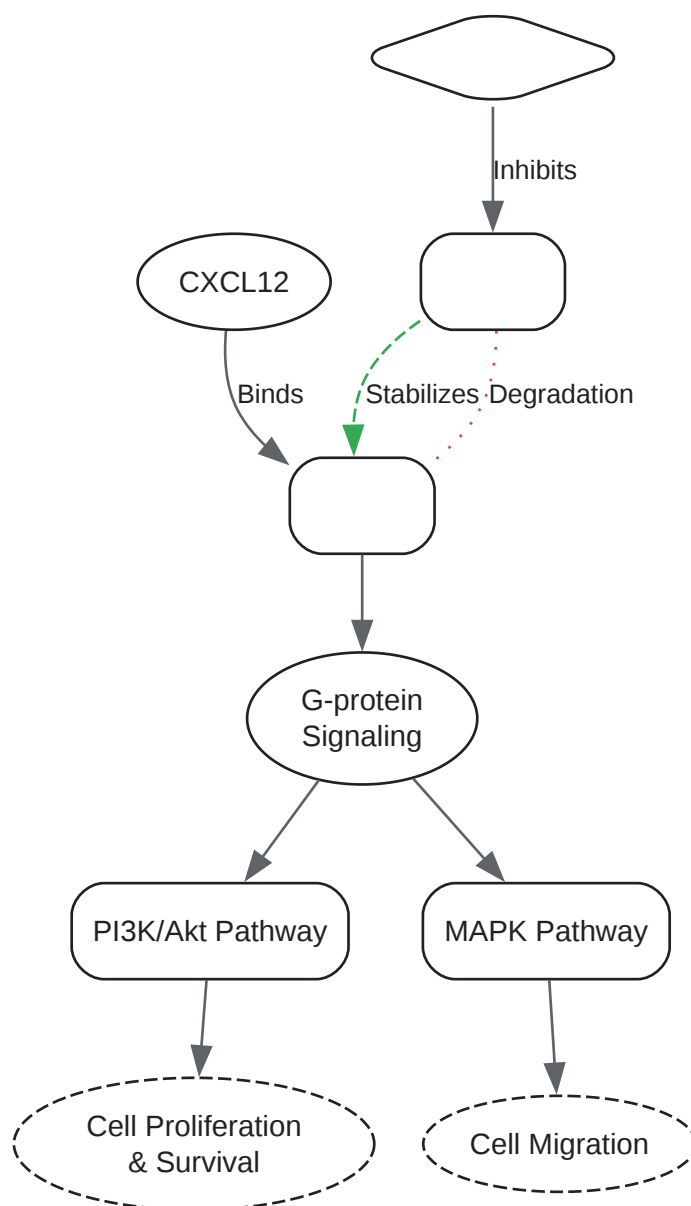 Inhibits
CXCL12
Binds
Stabilizes
Degradation
G-protein
Signaling
PI3K/Akt Pathway
MAPK Pathway
Cell Proliferation
& Survival
Cell Migration